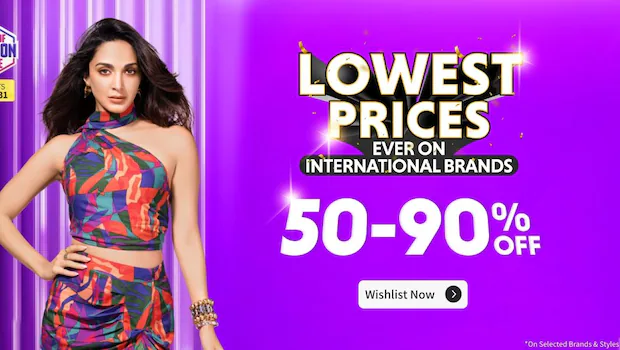 LOWEST
PRICES
EVER ON
INTERNATIONAL BRANDS
50-90% OFF
Wishlist Now
*On Selected Brands & Styles